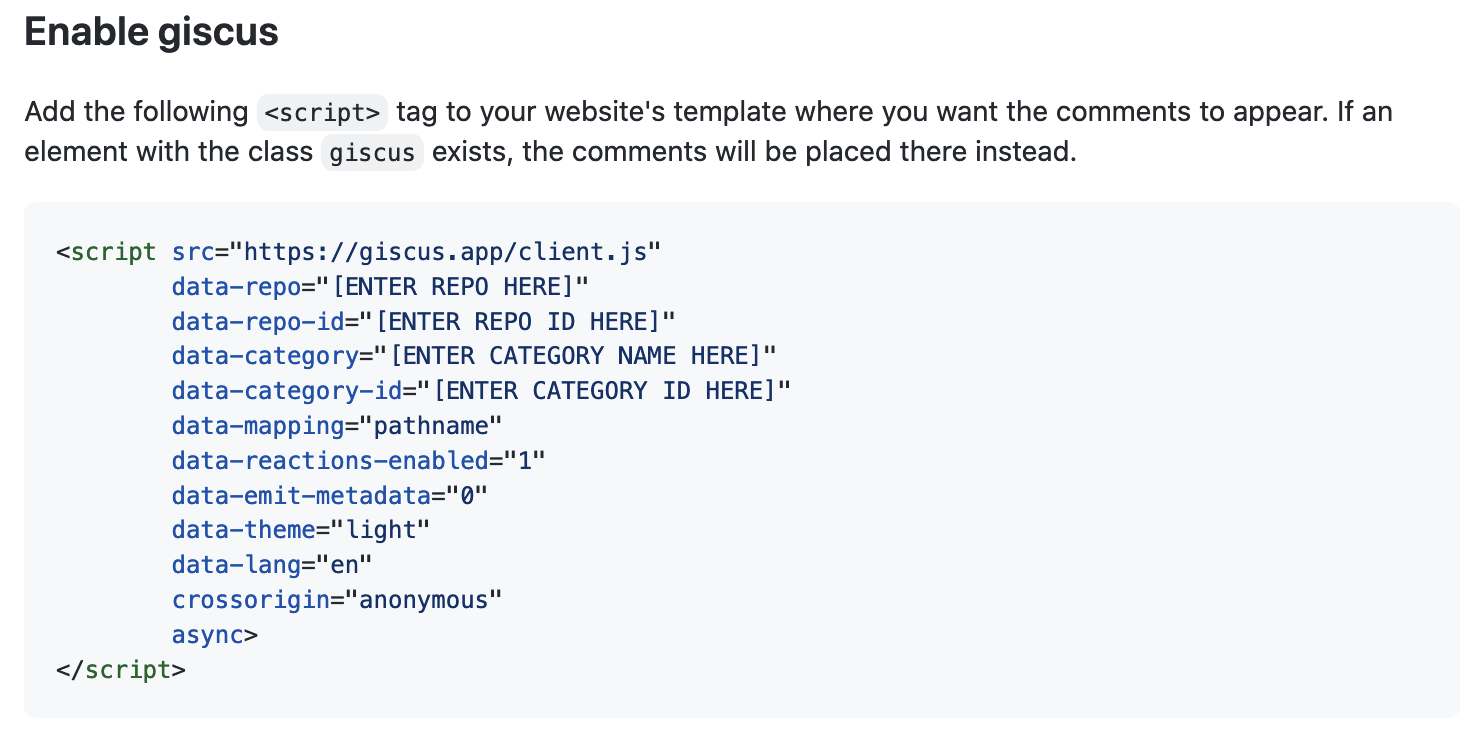 Enable giscus
Add the following <script> tag to your website's template where you want the comments to appear. If an
element with the class giscus exists, the comments will be placed there instead.
<script src="https://giscus.app/client.js"
        data-repo="[ENTER REPO HERE]"
        data-repo-id="[ENTER REPO ID HERE]"
        data-category="[ENTER CATEGORY NAME HERE]"
        data-category-id="[ENTER CATEGORY ID HERE]"
        data-mapping="pathname"
        data-reactions-enabled="1"
        data-emit-metadata="0"
        data-theme="light"
        data-lang="en"
        crossorigin="anonymous"
        async>
</script>